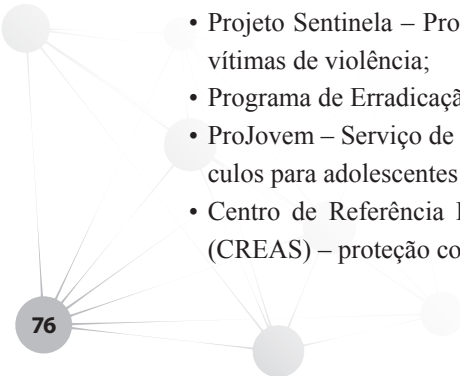 • Projeto Sentinela – Pro
vítimas de violência;
• Programa de Erradicaçã
• ProJovem – Serviço de
culos para adolescentes
• Centro de Referência
(CREAS) – proteção co
76